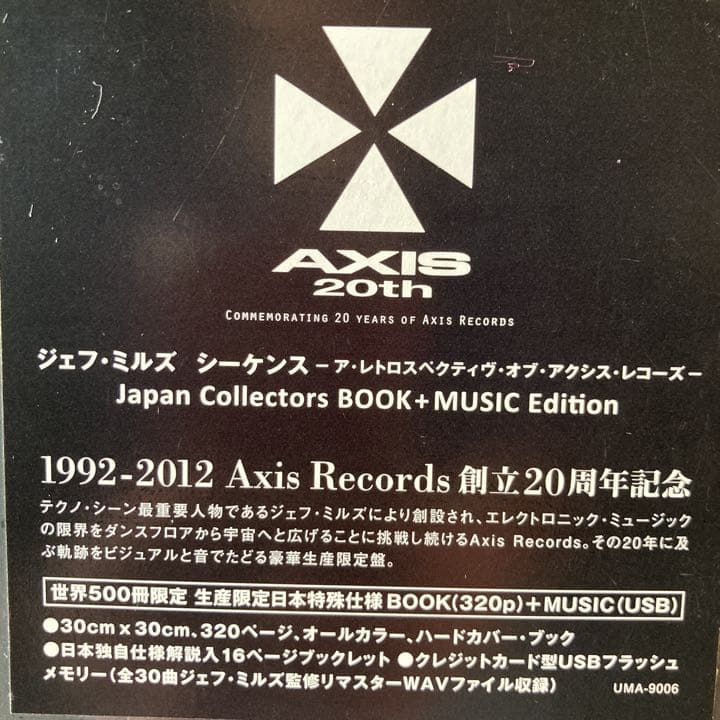 AXIS
20th
COMMEMORATING 20 YEARS OF AXIS RECORDS
ジェフ・ミルズ シーケンス －ア・レトロスペクティヴ・オブ・アクシス・レコーズ－
Japan Collectors BOOK+MUSIC Edition
1992-2012 Axis Records 創立20周年記念
テクノ・シーン最重要人物であるジェフ・ミルズにより創設され、エレクトロニック・ミュージック
の限界をダンスフロアから宇宙へと広げることに挑戦し続けるAxis Records。その20年に及
ぶ軌跡をビジュアルと音でたどる豪華生産限定盤。
世界500冊限定 生産限定日本特殊仕様 BOOK(320p)+MUSIC(USB)
●30cm x 30cm、320ページ、オールカラー、ハードカバー・ブック
●日本独自仕様解説入16ページブックレット ●クレジットカード型USBフラッシュ
メモリー(全30曲ジェフ・ミルズ監修リマスターWAVファイル収録)
UMA-9006